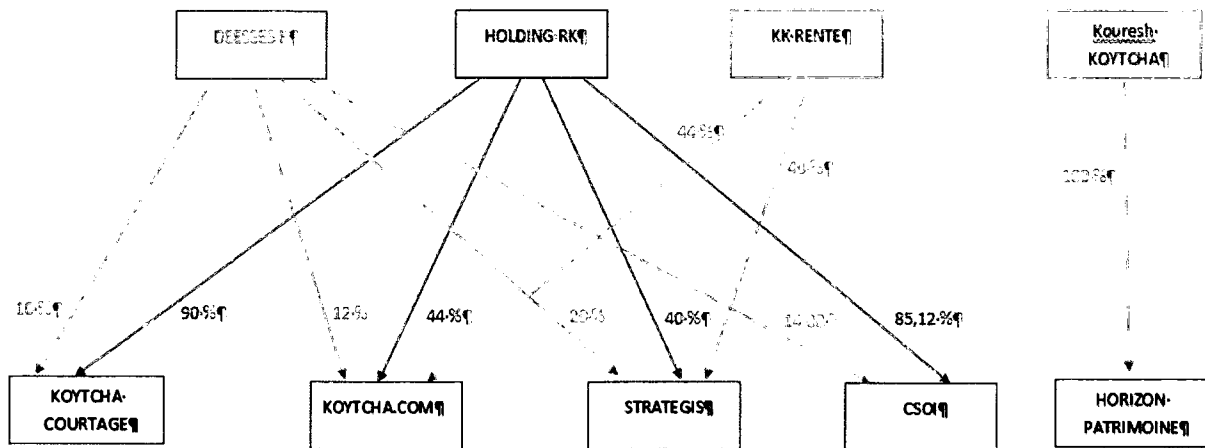 DEESSES F¶
HOLDING·RK¶
KK·RENTE¶
Kouresh·
KOYTCHA¶
44·%¶
40·%¶
100·%¶
10·%¶
90·%¶
12·%
44·%¶
20·%
40·%¶
85,12·%¶
KOYTCHA·
COURTAGE¶
KOYTCHA.COM¶
STRATEGIS¶
CSOI¶
HORIZON·
PATRIMOINE¶